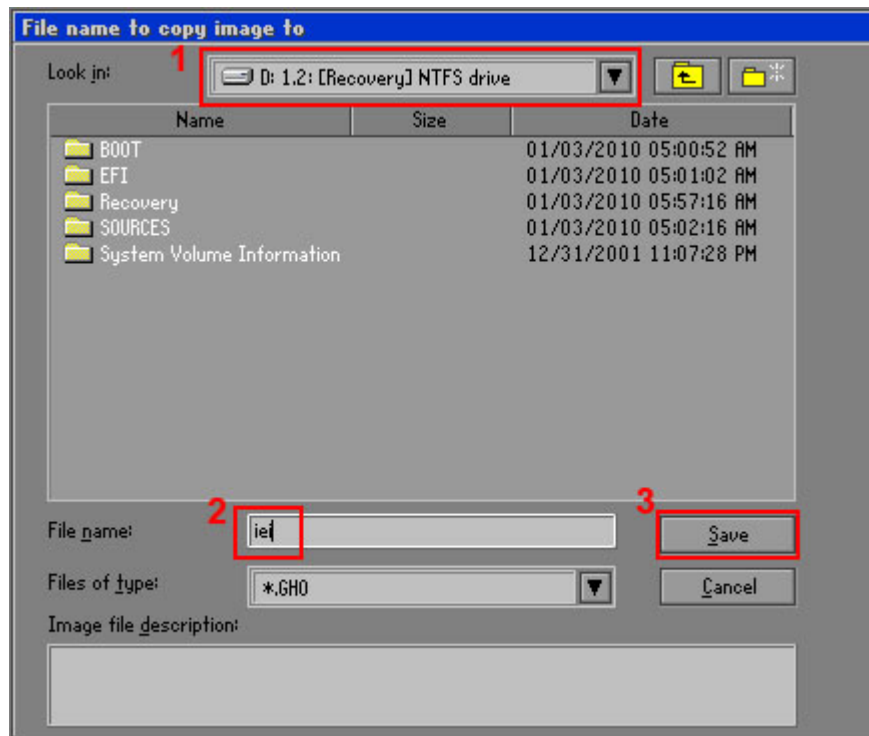 File name to copy image to
1
Look in: D: 1.2: [Recovery] NTFS drive
Name Size Date
BOOT 01/03/2010 05:00:52 AM
EFI 01/03/2010 05:01:02 AM
Recovery 01/03/2010 05:57:16 AM
SOURCES 01/03/2010 05:02:16 AM
System Volume Information 12/31/2001 11:07:28 PM
2 3
File name: iei Save
Files of type: *.GHO Cancel
Image file description: